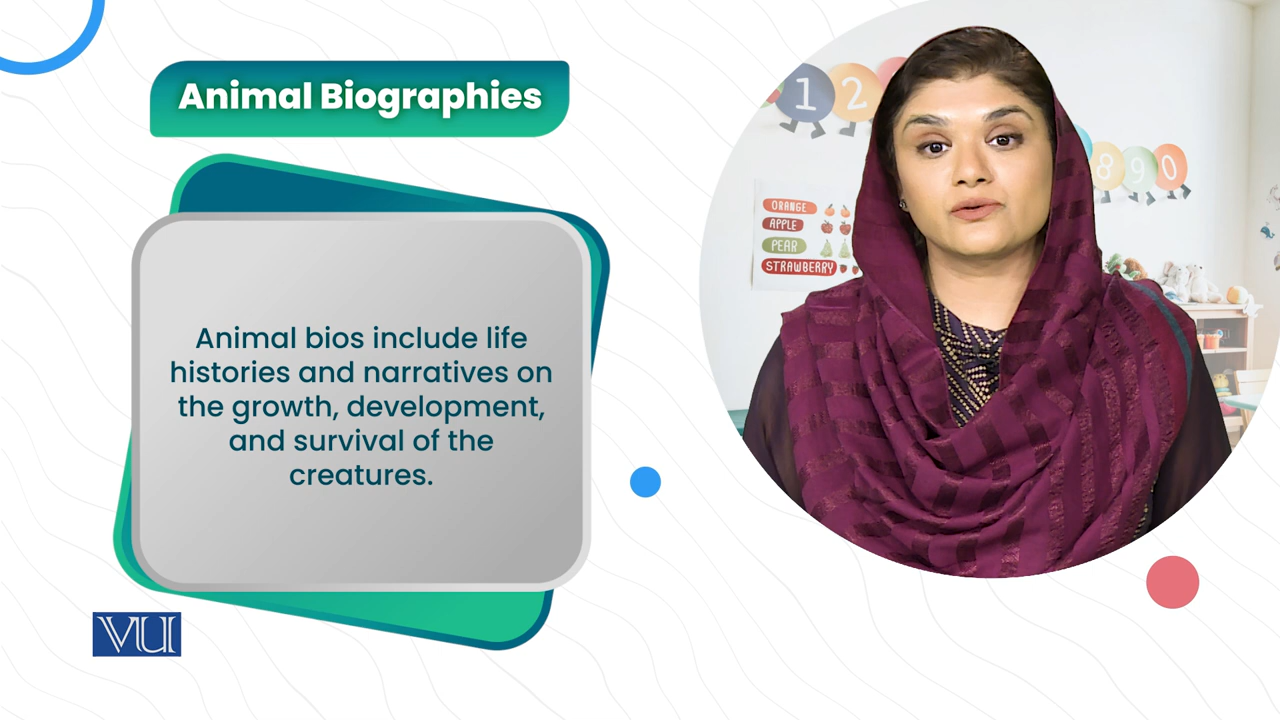 Animal Biographies
Animal bios include life
histories and narratives on
the growth, development,
and survival of the
creatures.
VU
1 2
8 9 0
ORANGE
APPLE
PEAR
STRAWBERRY